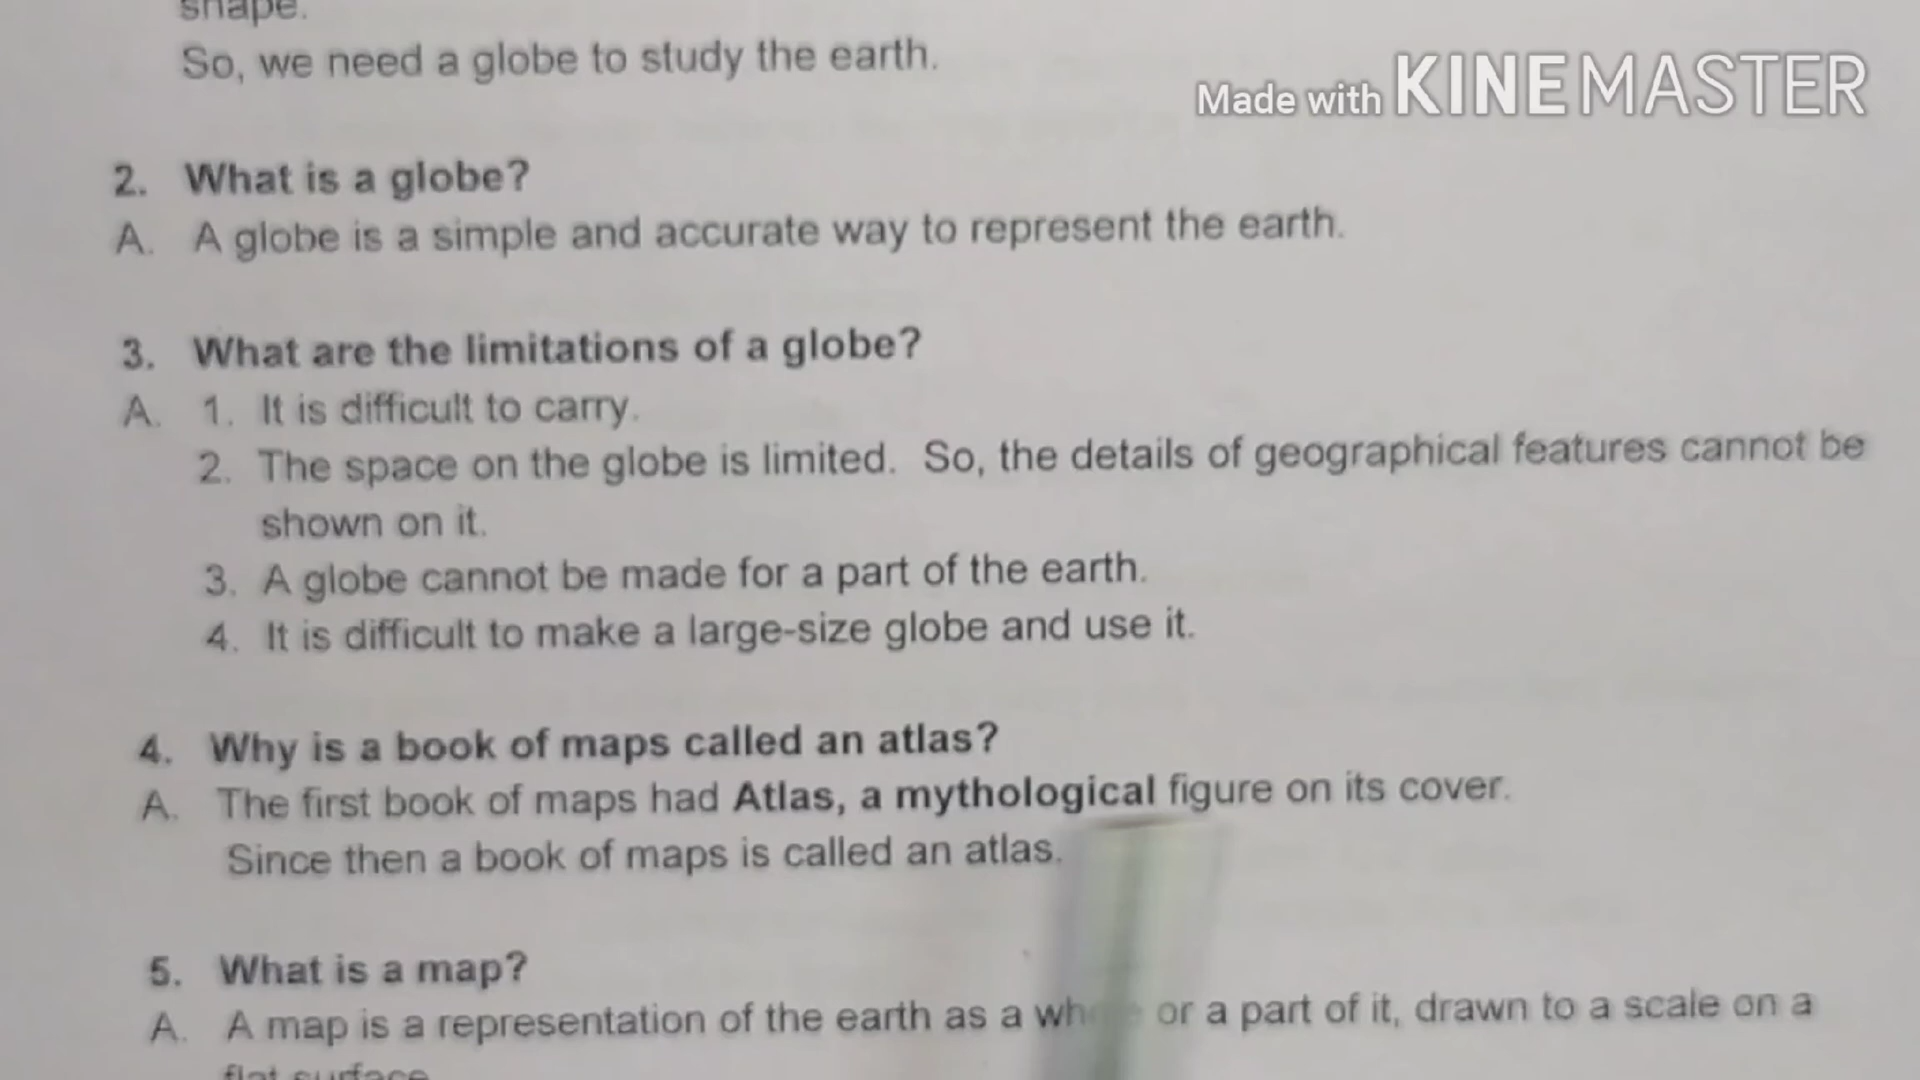 shape.
So, we need a globe to study the earth.
Made with KINEMASTER
2. What is a globe?
A. A globe is a simple and accurate way to represent the earth.
3. What are the limitations of a globe?
A. 1. It is difficult to carry.
2. The space on the globe is limited. So, the details of geographical features cannot be
shown on it.
3. A globe cannot be made for a part of the earth.
4. It is difficult to make a large-size globe and use it.
4. Why is a book of maps called an atlas?
A. The first book of maps had Atlas, a mythological figure on its cover.
Since then a book of maps is called an atlas.
5. What is a map?
A. A map is a representation of the earth as a or a part of it, drawn to a scale on a
flat surface